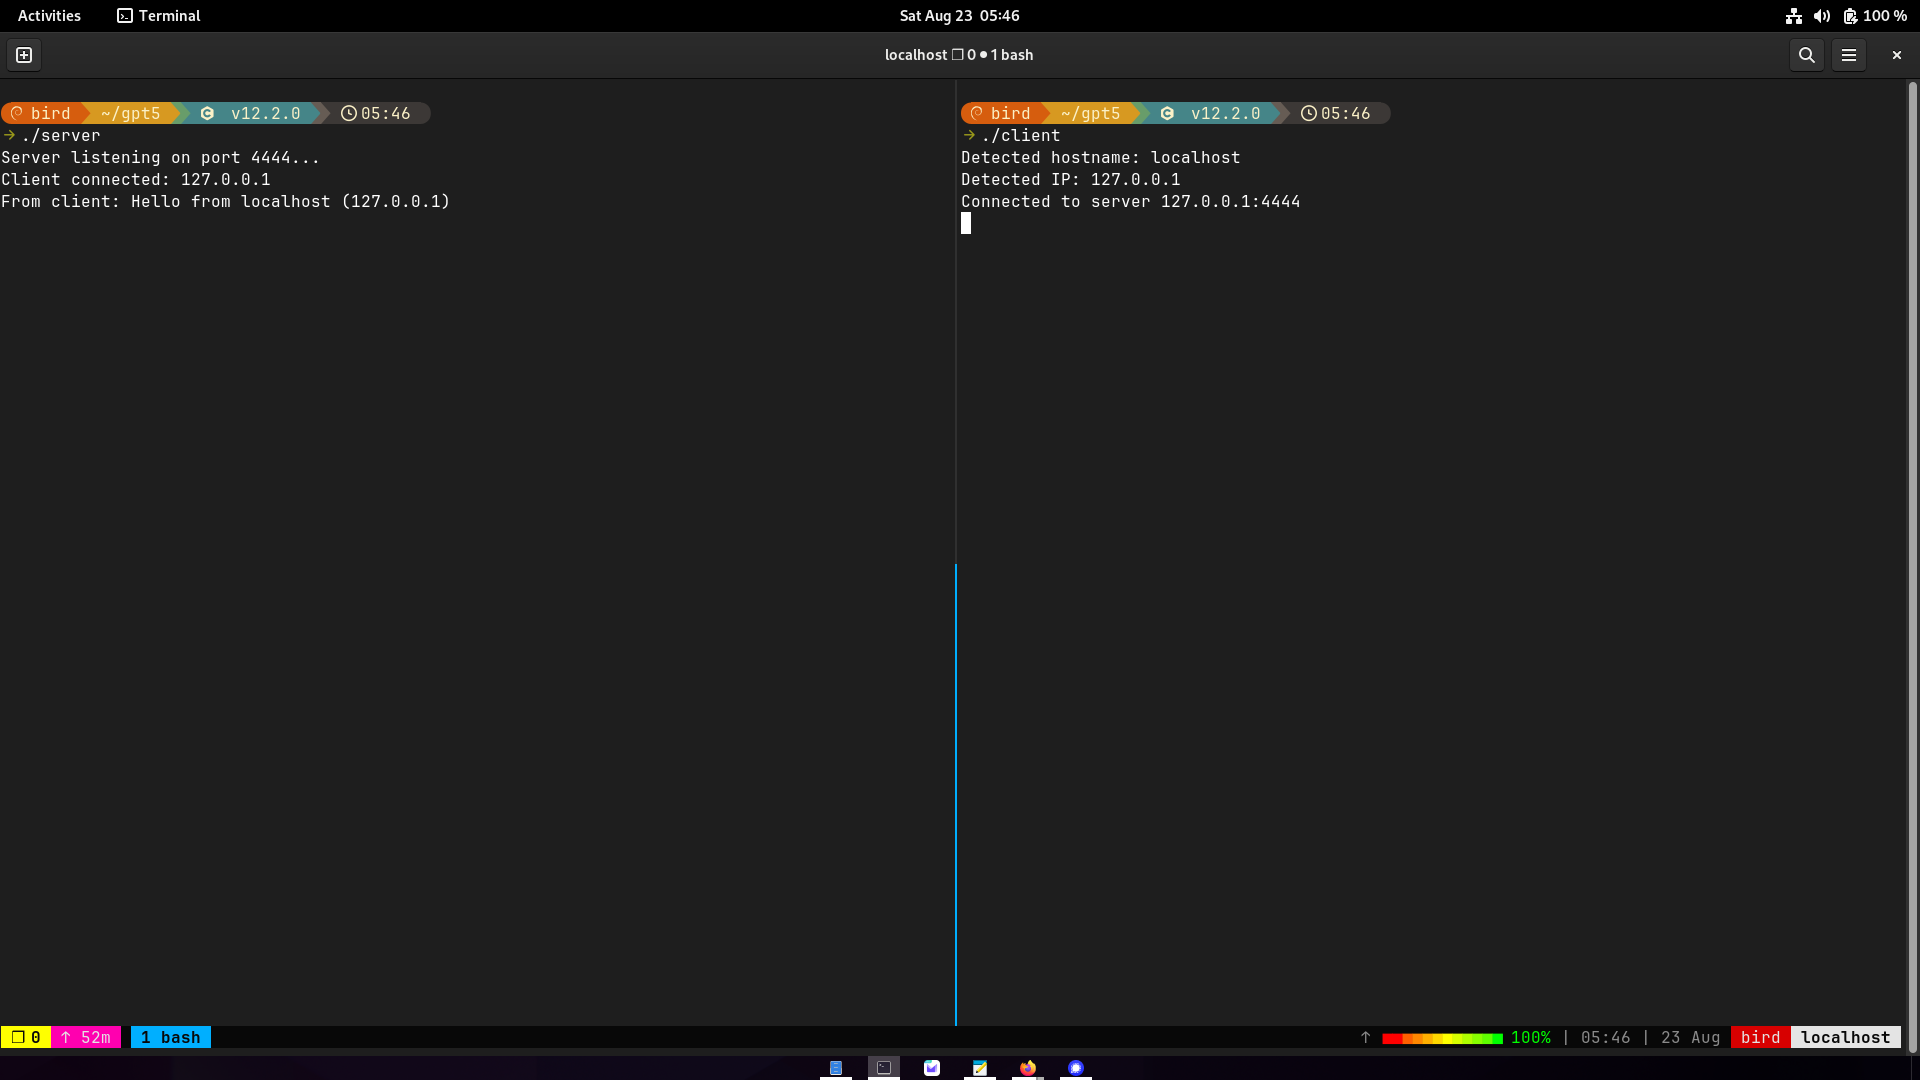 Activities Terminal Sat Aug 23 05:46 100 %
localhost ❐ 0 ● 1 bash
bird ~/gpt5 C v12.2.0 05:46
→ ./server
Server listening on port 4444...
Client connected: 127.0.0.1
From client: Hello from localhost (127.0.0.1)
bird ~/gpt5 C v12.2.0 05:46
→ ./client
Detected hostname: localhost
Detected IP: 127.0.0.1
Connected to server 127.0.0.1:4444
❐ 0 ↑ 52m 1 bash ↑ 100% | 05:46 | 23 Aug bird localhost